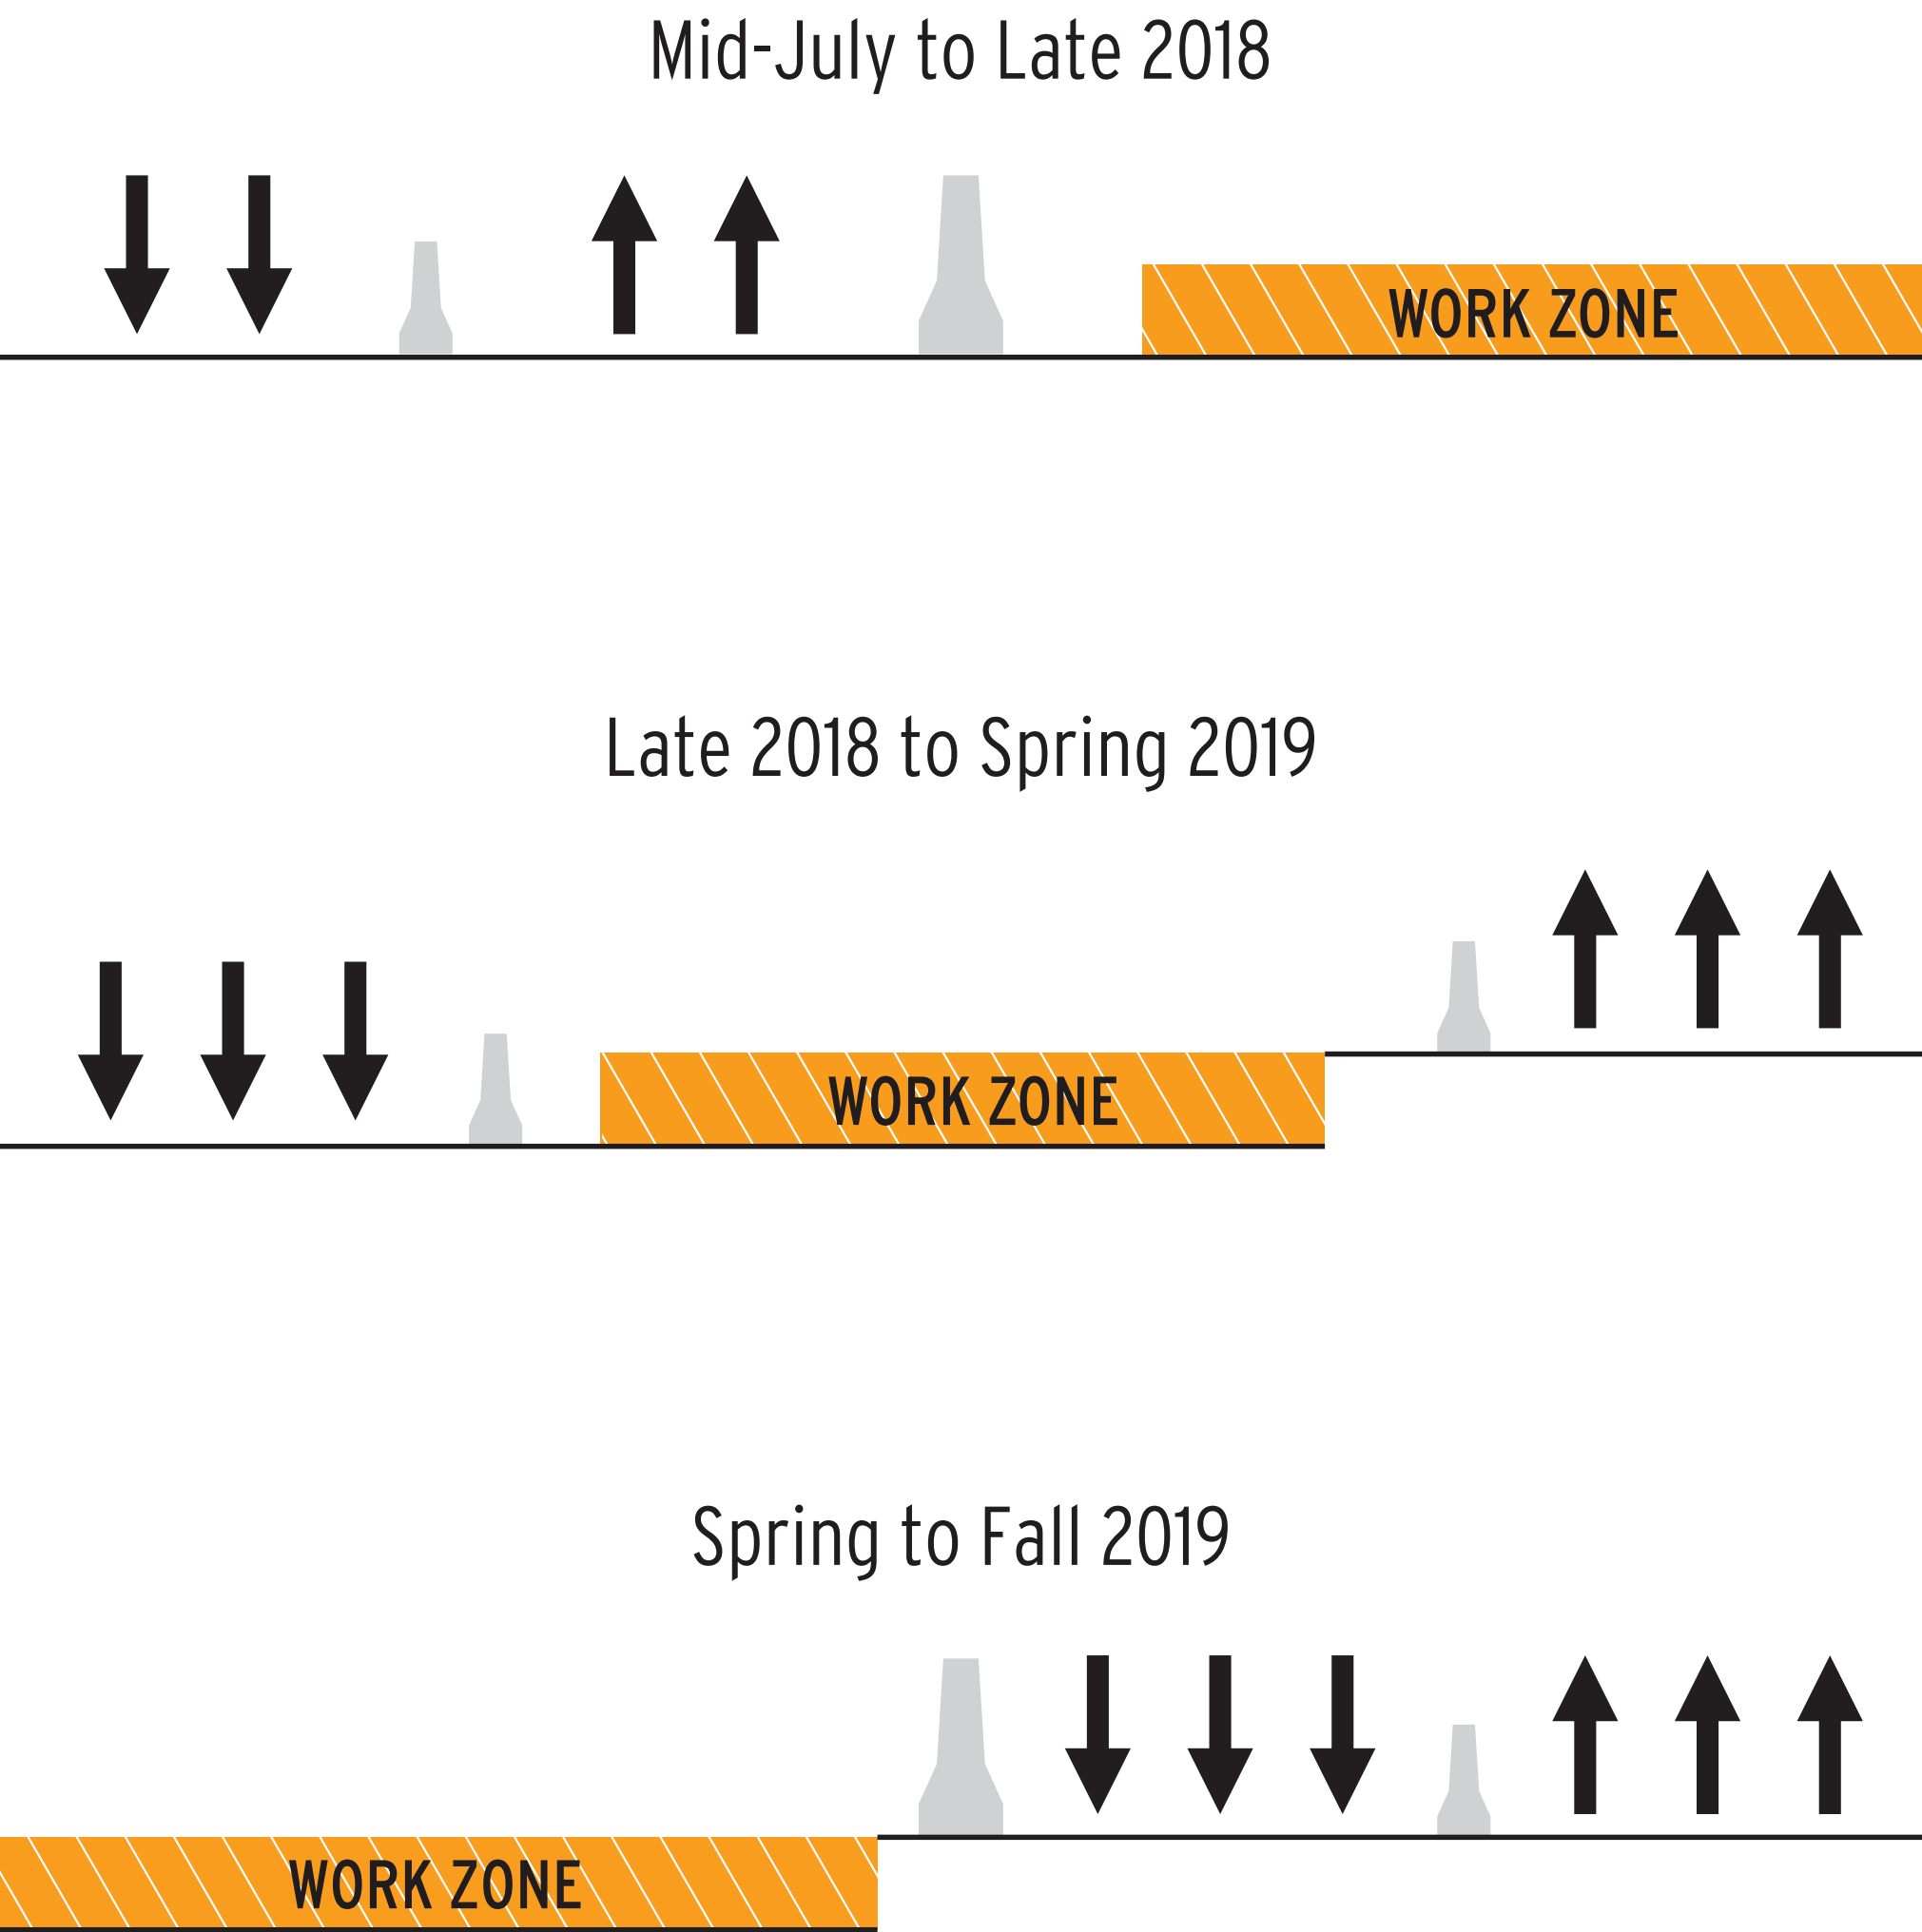 Mid-July to Late 2018
WORK ZONE
Late 2018 to Spring 2019
WORK ZONE
Spring to Fall 2019
WORK ZONE